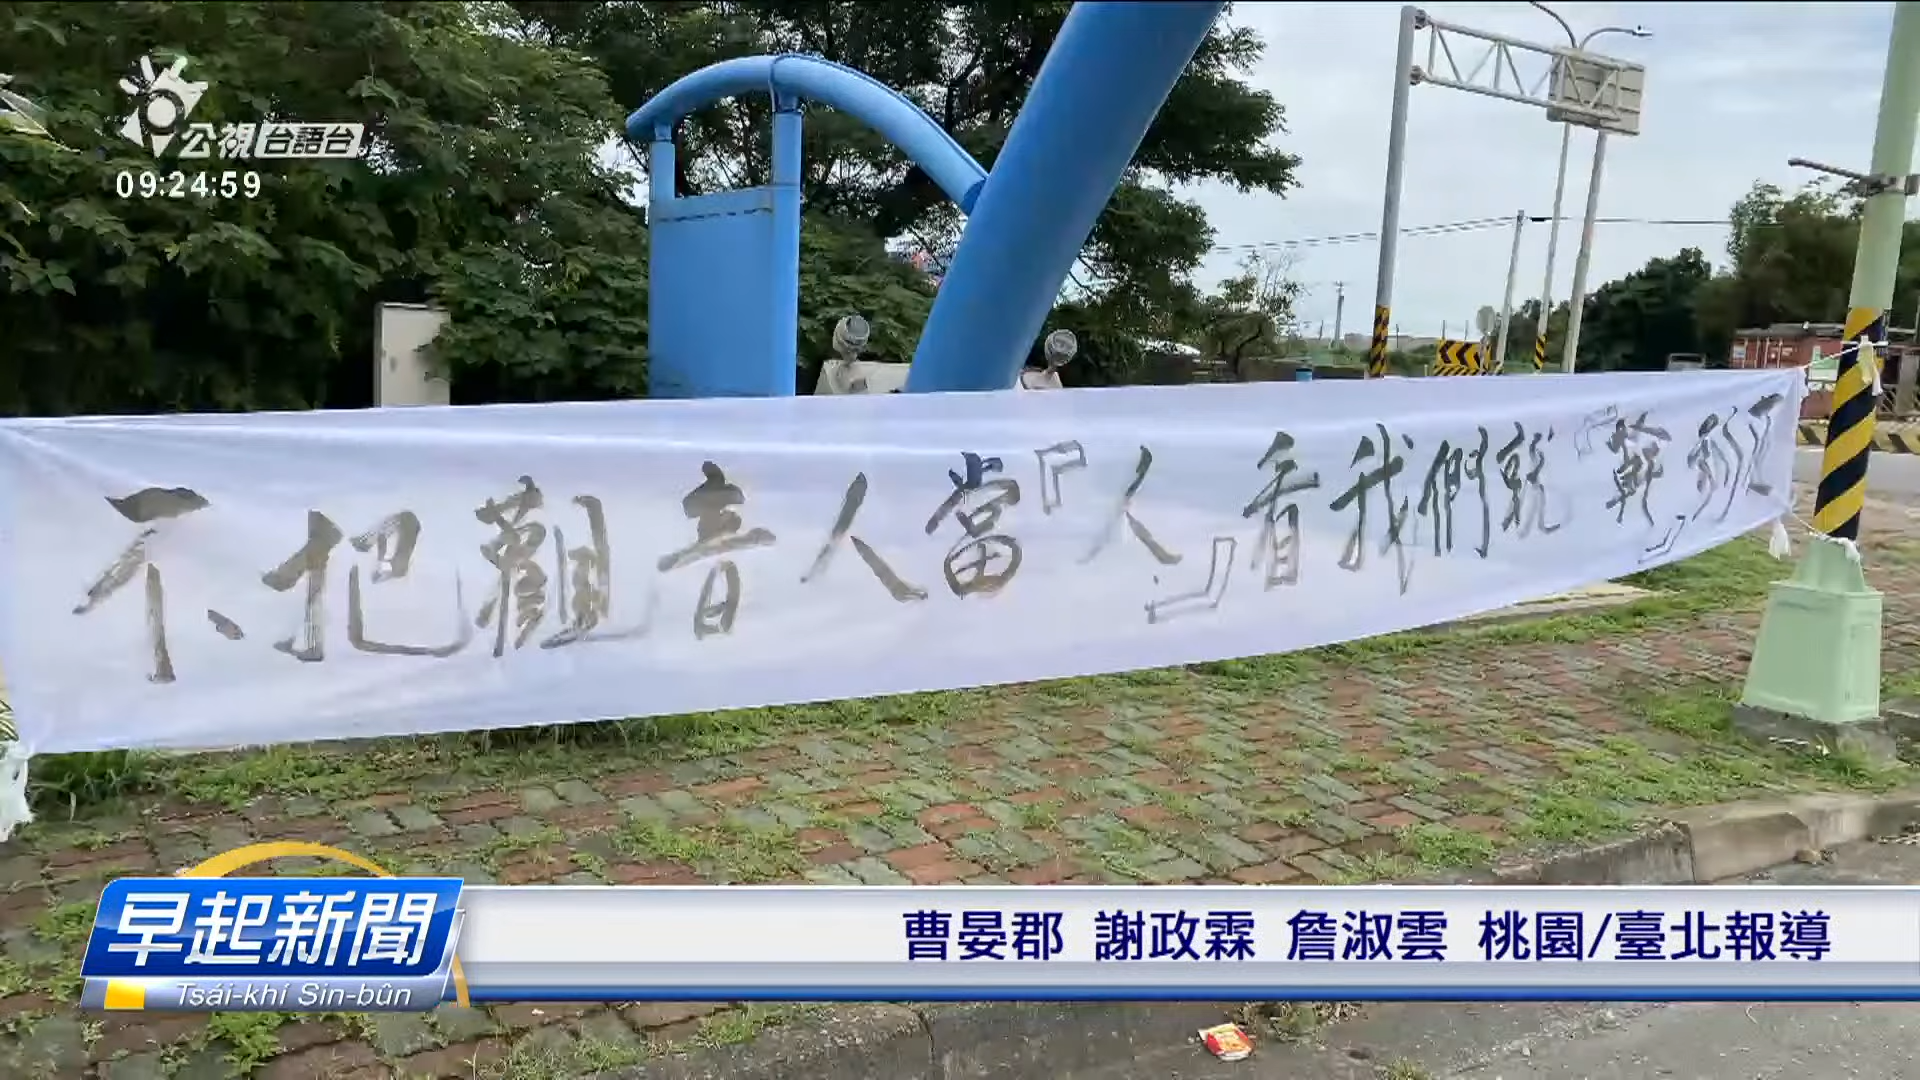 公視台語台
09:24:59
不把觀音人當『人』看我們就『幹』到底
早起新聞
Tsái-khí Sin-bûn
曹晏郡 謝政霖 詹淑雲 桃園/臺北報導